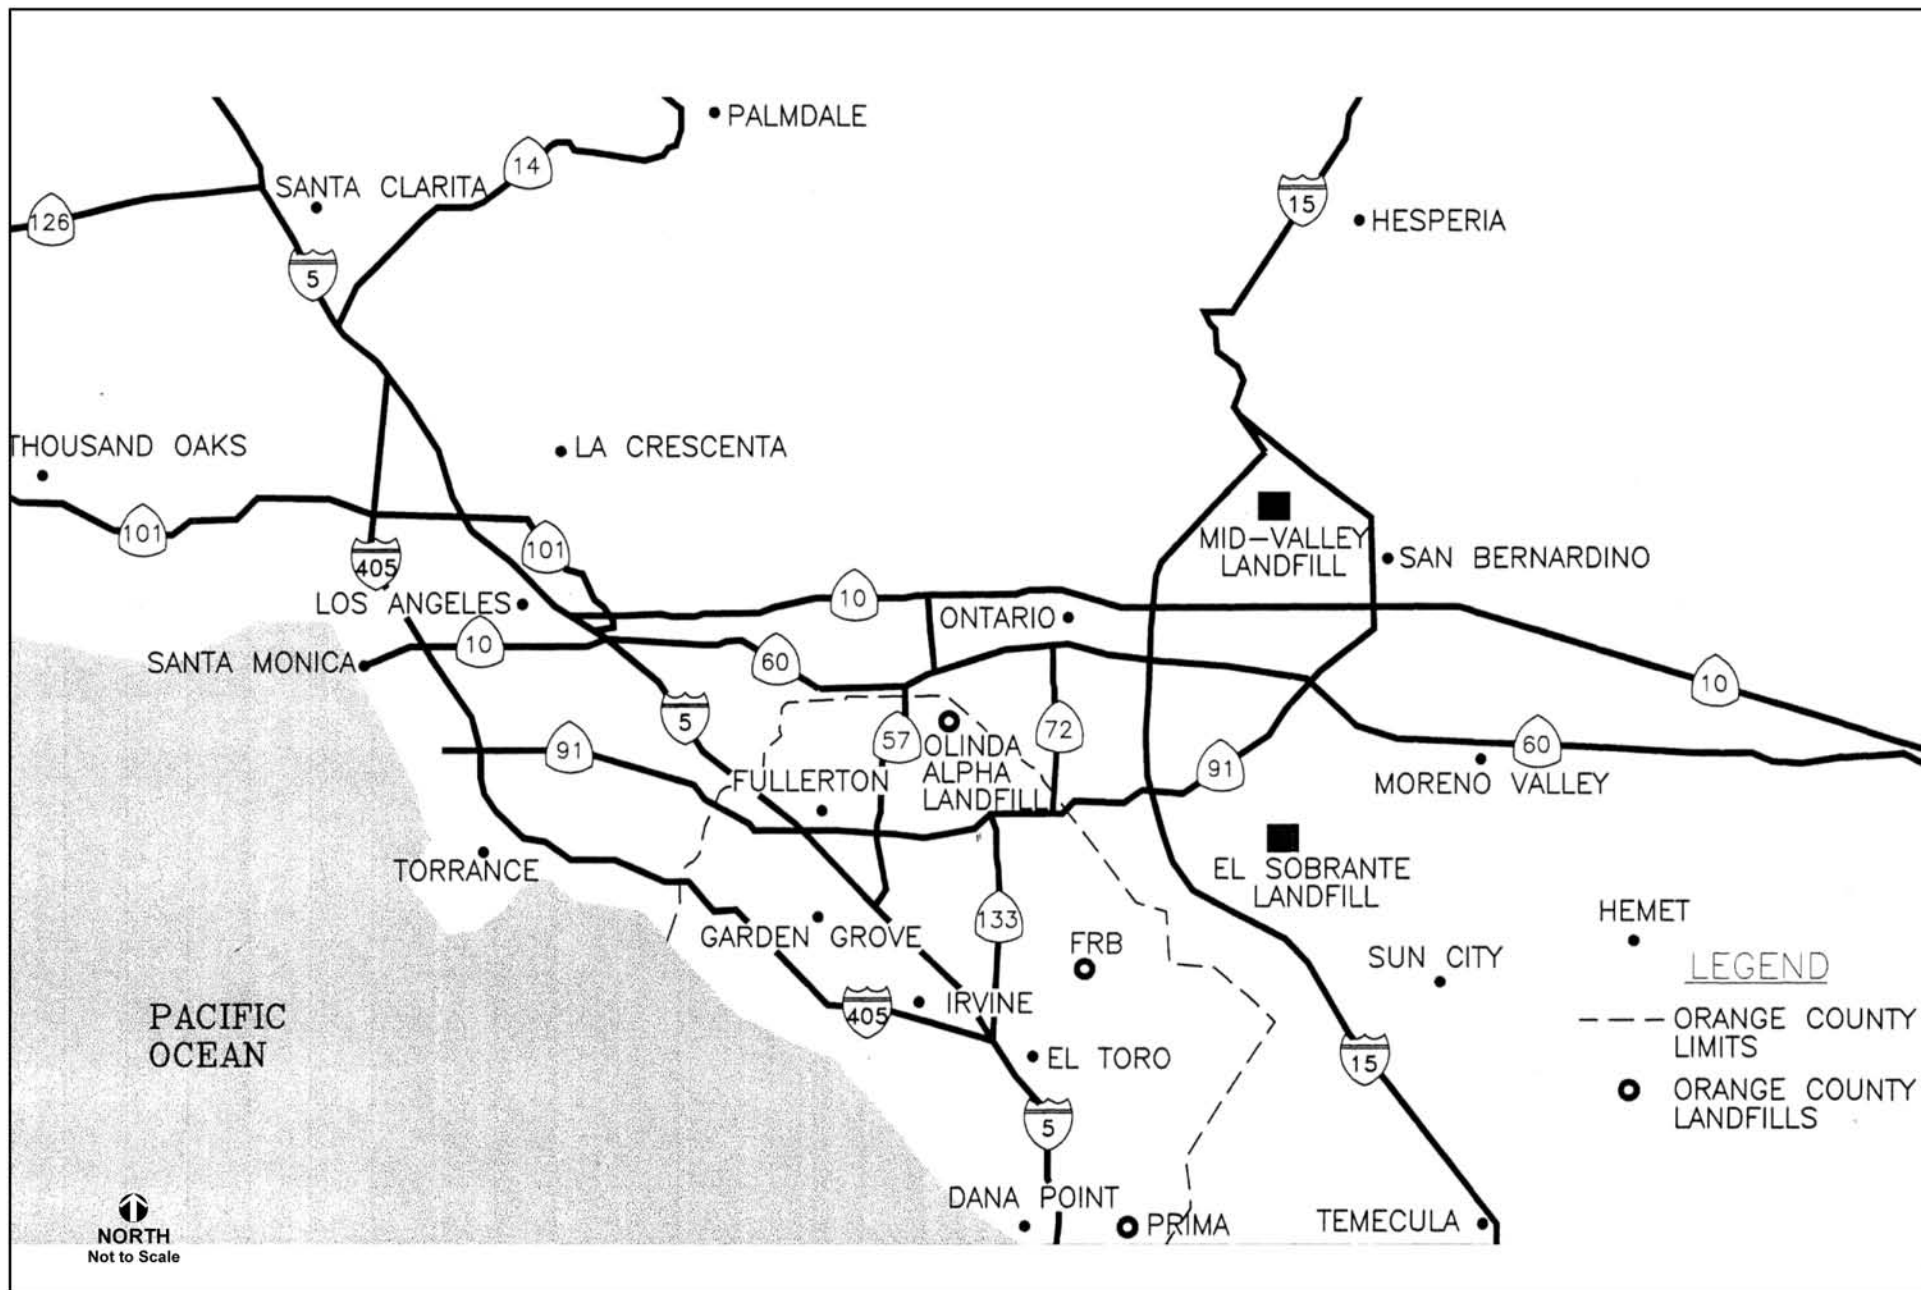 PALMDALE
14
SANTA CLARITA
15
126
HESPERIA
5
THOUSAND OAKS
LA CRESCENTA
101
101
MID-VALLEY
LANDFILL
405
SAN BERNARDINO
LOS ANGELES
10
ONTARIO
10
SANTA MONICA
60
10
5
57
OLINDA
ALPHA
LANDFILL
72
91
91
60
FULLERTON
MORENO VALLEY
TORRANCE
EL SOBRANTE
LANDFILL
133
HEMET
GARDEN GROVE
FRB
SUN CITY
LEGEND
PACIFIC
OCEAN
405
IRVINE
ORANGE COUNTY
LIMITS
EL TORO
15
ORANGE COUNTY
LANDFILLS
5
DANA POINT
PRIMA
TEMECULA
NORTH
Not to Scale